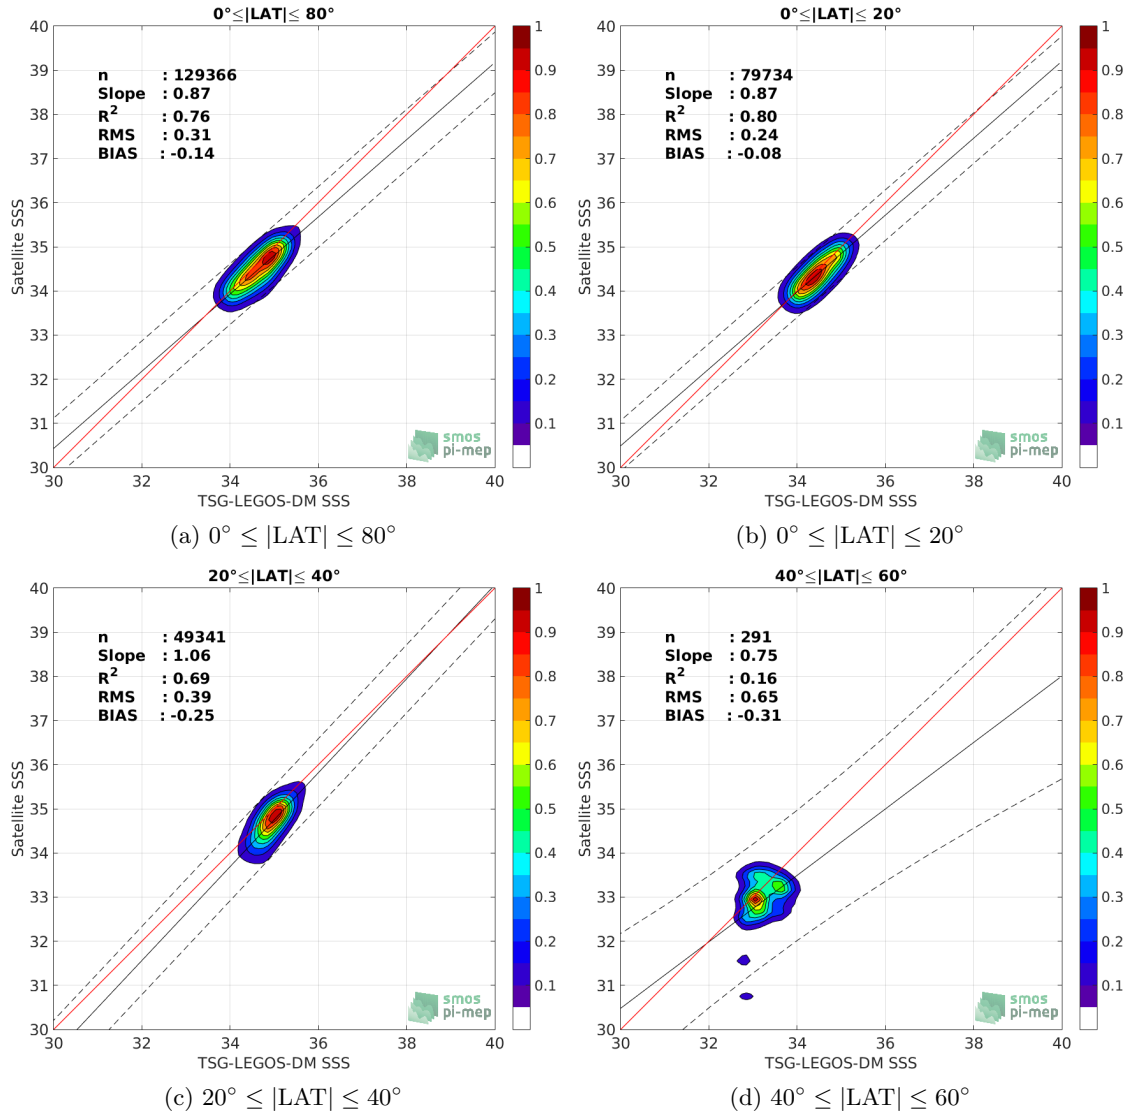 0°≤|LAT|≤ 80°
n : 129366
Slope : 0.87
R² : 0.76
RMS : 0.31
BIAS : -0.14
Satellite SSS
40
39
38
37
36
35
34
33
32
31
30
30 32 34 36 38 40
TSG-LEGOS-DM SSS
1
0.9
0.8
0.7
0.6
0.5
0.4
0.3
0.2
0.1
smos
pi-mep
(a) 0° ≤ |LAT| ≤ 80°
0°≤|LAT|≤ 20°
n : 79734
Slope : 0.87
R² : 0.80
RMS : 0.24
BIAS : -0.08
Satellite SSS
40
39
38
37
36
35
34
33
32
31
30
30 32 34 36 38 40
TSG-LEGOS-DM SSS
1
0.9
0.8
0.7
0.6
0.5
0.4
0.3
0.2
0.1
smos
pi-mep
(b) 0° ≤ |LAT| ≤ 20°
20°≤|LAT|≤ 40°
n : 49341
Slope : 1.06
R² : 0.69
RMS : 0.39
BIAS : -0.25
Satellite SSS
40
39
38
37
36
35
34
33
32
31
30
30 32 34 36 38 40
TSG-LEGOS-DM SSS
1
0.9
0.8
0.7
0.6
0.5
0.4
0.3
0.2
0.1
smos
pi-mep
(c) 20° ≤ |LAT| ≤ 40°
40°≤|LAT|≤ 60°
n : 291
Slope : 0.75
R² : 0.16
RMS : 0.65
BIAS : -0.31
Satellite SSS
40
39
38
37
36
35
34
33
32
31
30
30 32 34 36 38 40
TSG-LEGOS-DM SSS
1
0.9
0.8
0.7
0.6
0.5
0.4
0.3
0.2
0.1
smos
pi-mep
(d) 40° ≤ |LAT| ≤ 60°